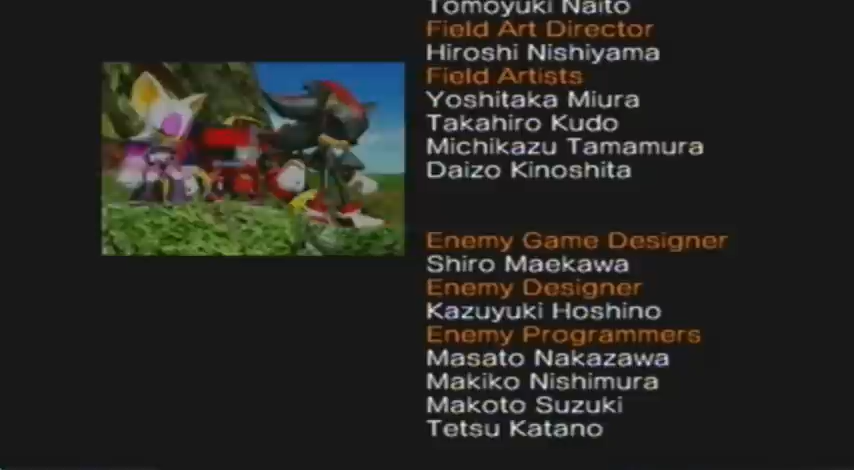 Tomoyuki Naito
Field Art Director
Hiroshi Nishiyama
Field Artists
Yoshitaka Miura
Takahiro Kudo
Michikazu Tamamura
Daizo Kinoshita
Enemy Game Designer
Shiro Maekawa
Enemy Designer
Kazuyuki Hoshino
Enemy Programmers
Masato Nakazawa
Makiko Nishimura
Makoto Suzuki
Tetsu Katano